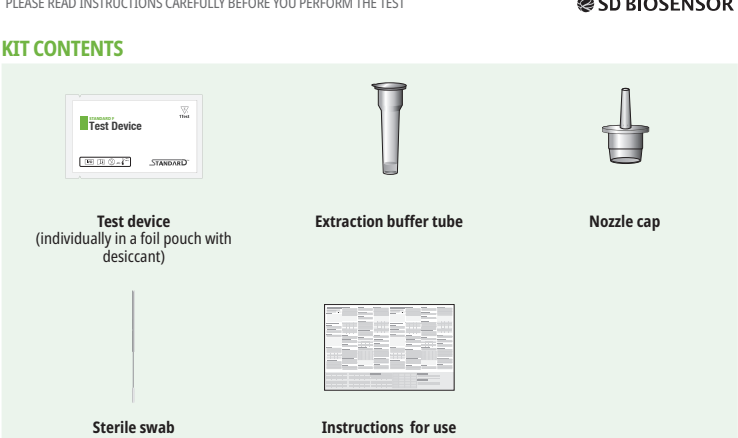 PLEASE READ INSTRUCTIONS CAREFULLY BEFORE YOU PERFORM THE TEST
SD BIOSENSOR
KIT CONTENTS
STANDARD F
Test Device
STANDARD
Test device
(individually in a foil pouch with
desiccant)
Extraction buffer tube
Nozzle cap
Sterile swab
Instructions for use